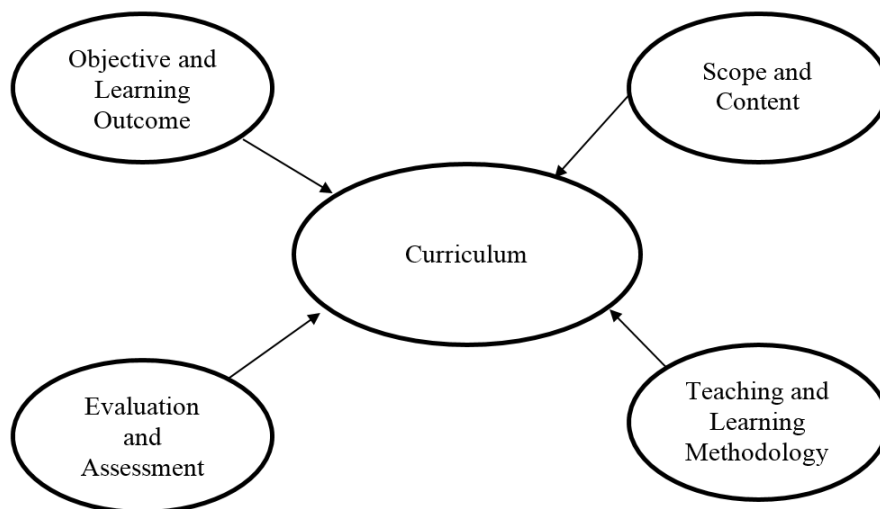 Objective and
Learning
Outcome
Scope and
Content
Curriculum
Evaluation
and
Assessment
Teaching and
Learning
Methodology